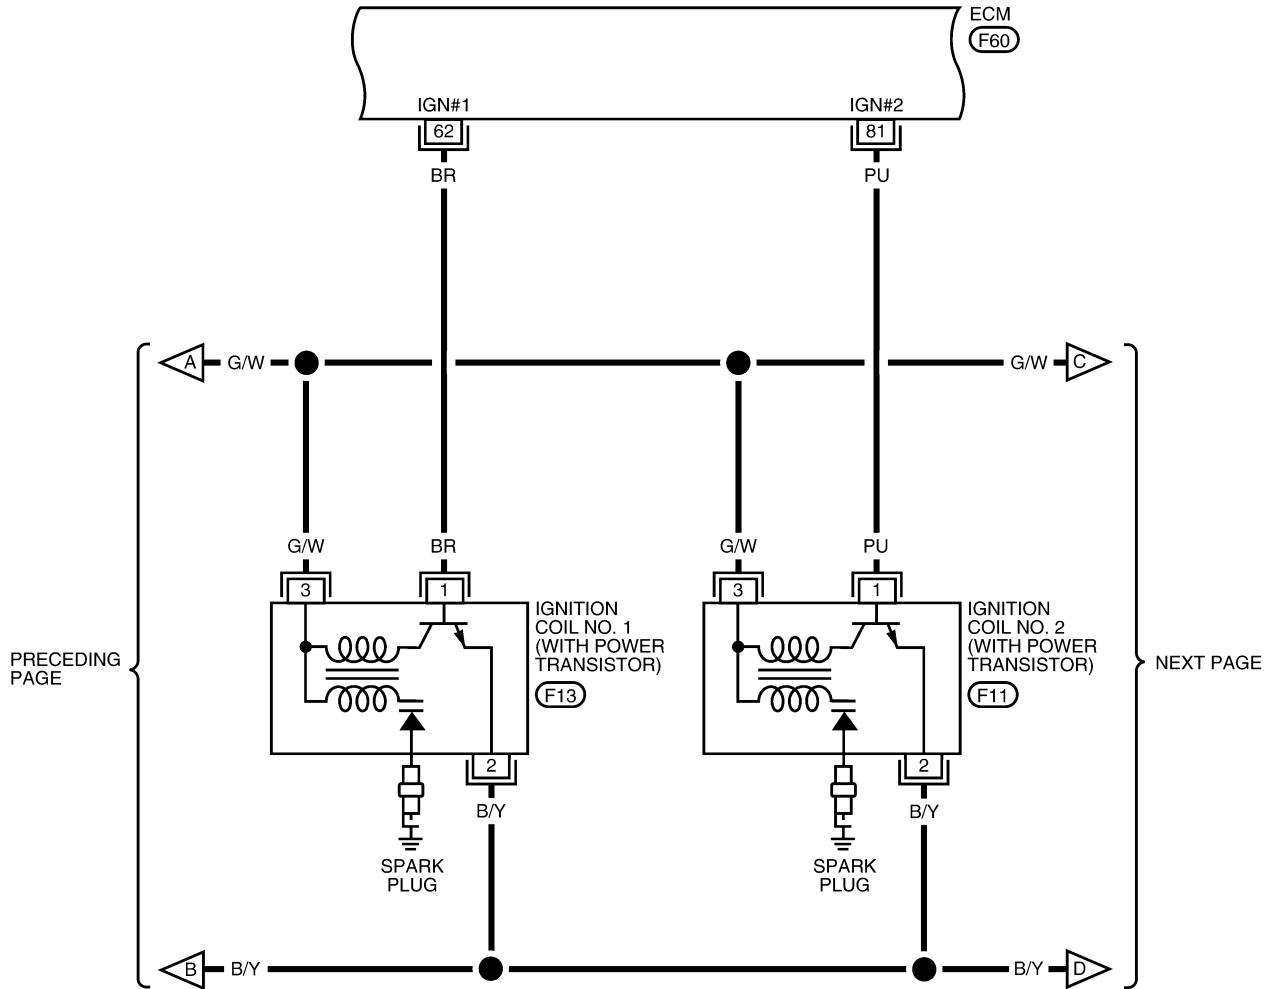 ECM
F60
IGN#1
IGN#2
62
81
BR
PU
A
G/W
G/W
C
G/W
BR
G/W
PU
3
1
3
1
IGNITION
COIL NO. 1
(WITH POWER
TRANSISTOR)
F13
IGNITION
COIL NO. 2
(WITH POWER
TRANSISTOR)
F11
PRECEDING
PAGE
NEXT PAGE
2
2
B/Y
B/Y
SPARK
PLUG
SPARK
PLUG
B
B/Y
B/Y
D